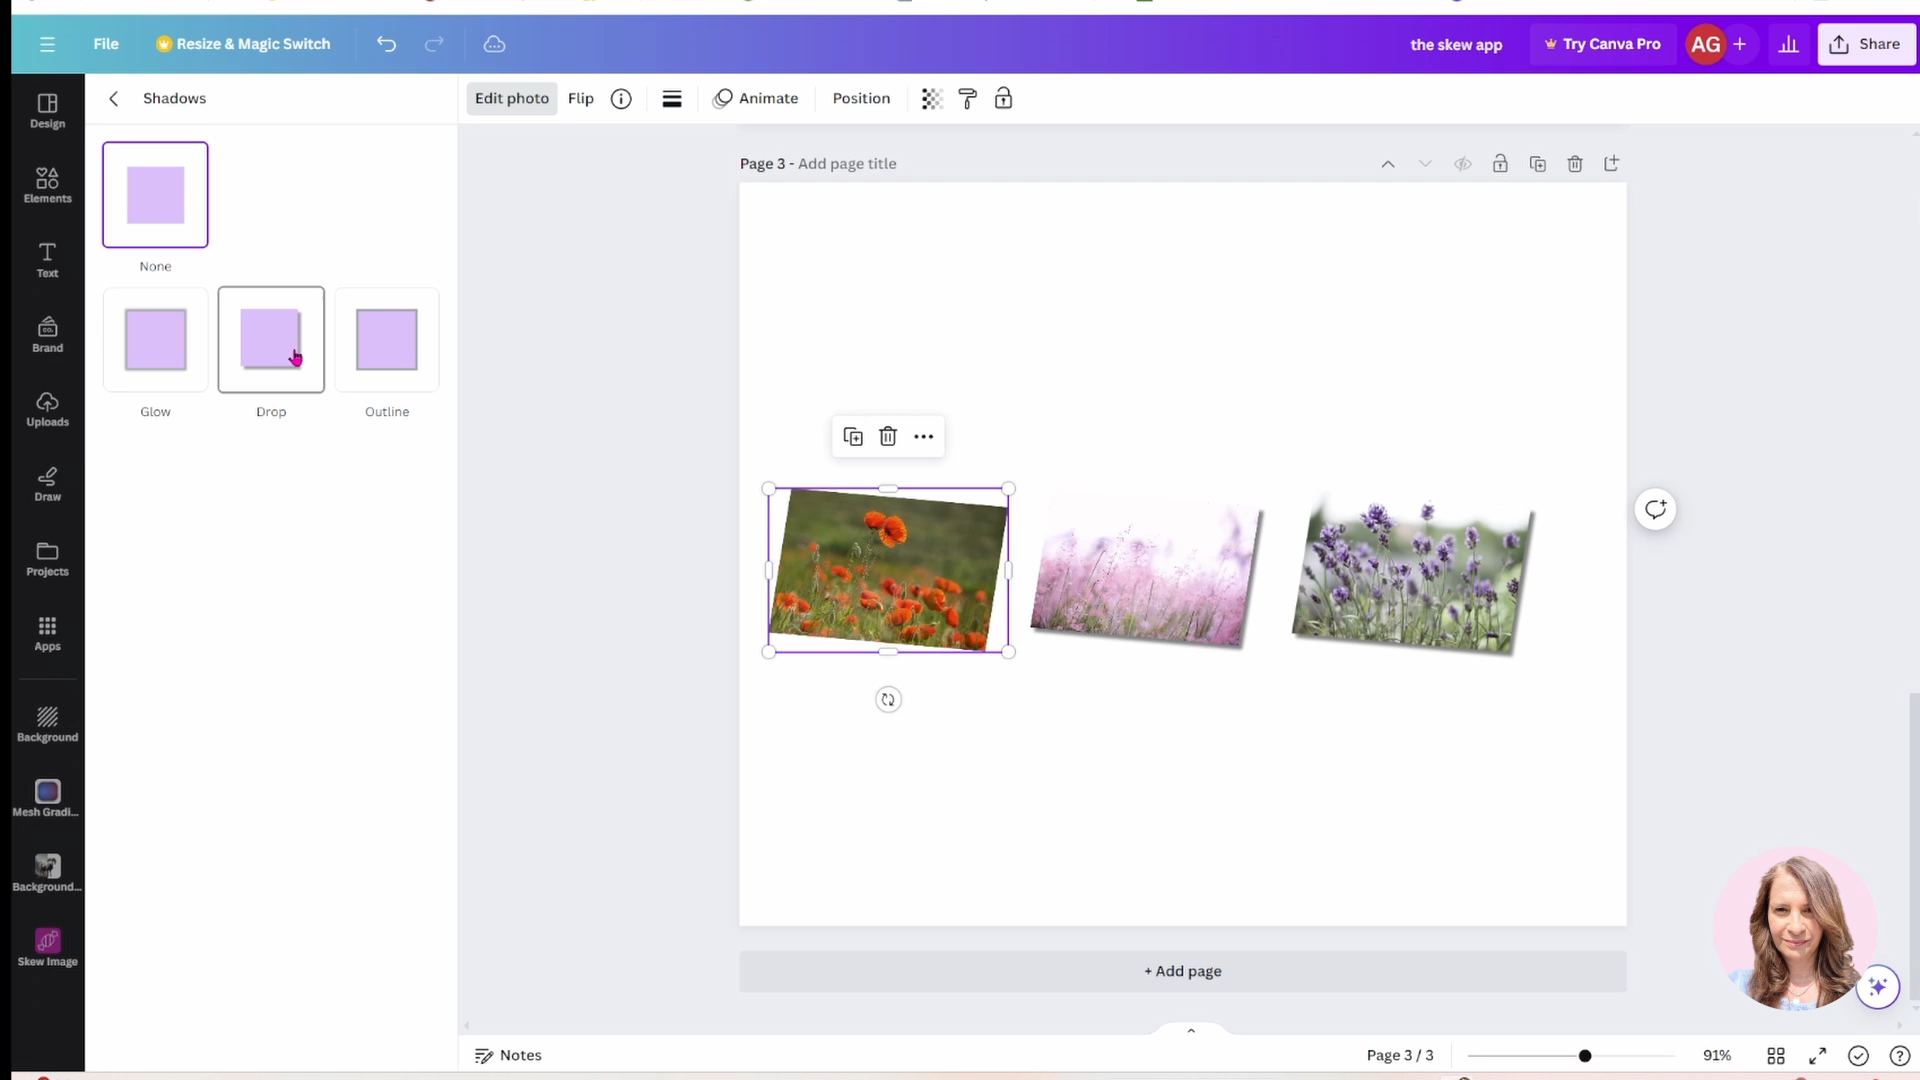 File
Resize & Magic Switch
the skew app
Try Canva Pro
AG
Share
Shadows
Edit photo
Flip
Animate
Position
Design
Elements
Text
Brand
Uploads
Draw
Projects
Apps
Background
Mesh Gradi...
Background...
Skew Image
None
Glow
Drop
Outline
Page 3 - Add page title
+ Add page
Notes
Page 3 / 3
91%